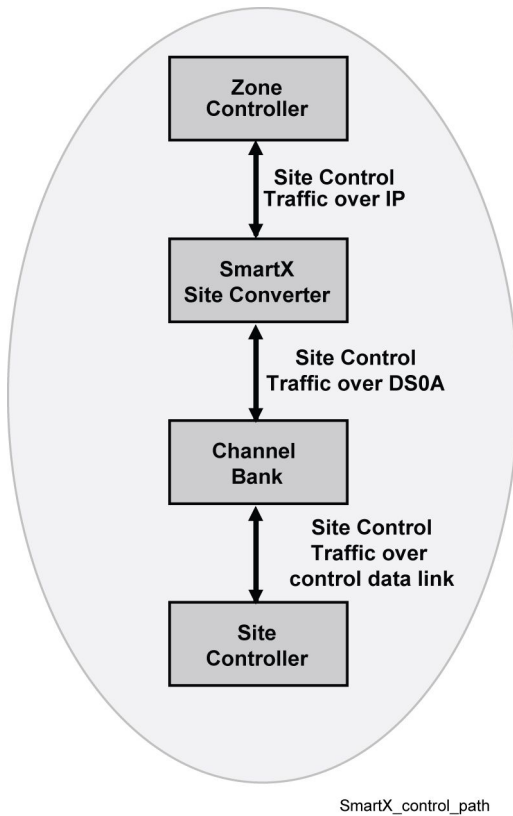 Zone
Controller
Site Control
Traffic over IP
SmartX
Site Converter
Site Control
Traffic over DS0A
Channel
Bank
Site Control
Traffic over
control data link
Site
Controller
SmartX_control_path